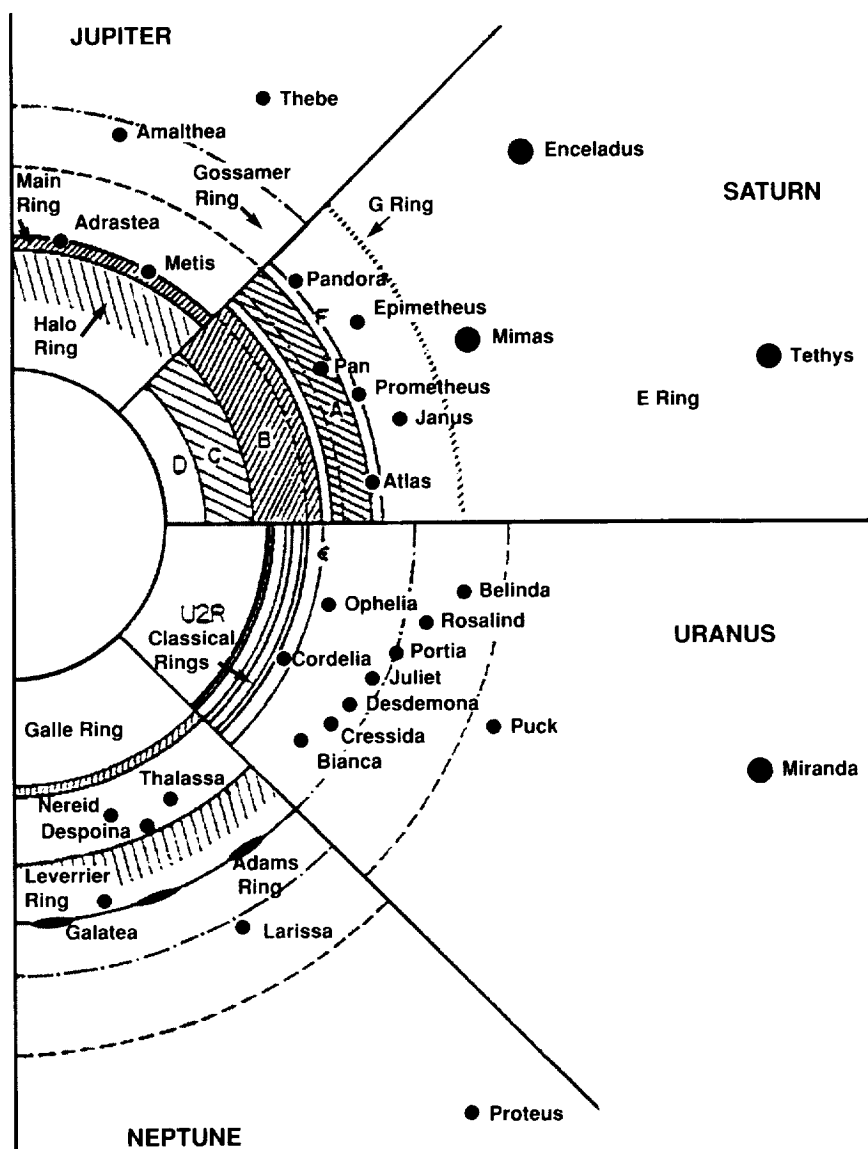 JUPITER
Thebe
Amalthea
Gossamer
Ring
Main
Ring
Adrastea
Metis
Halo
Ring
Enceladus
SATURN
G Ring
Pandora
F
Epimetheus
Mimas
Pan
Tethys
Prometheus
A
E Ring
Janus
B
C
D
Atlas
ϵ
Belinda
Ophelia
U2R
Rosalind
Classical
Rings
URANUS
Cordelia
Portia
Juliet
Desdemona
Cressida
Puck
Bianca
Miranda
Galle Ring
Thalassa
Nereid
Despoina
Adams
Ring
Leverrier
Ring
Galatea
Larissa
Proteus
NEPTUNE